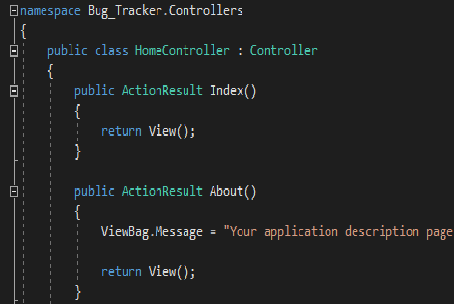 namespace Bug_Tracker.Controllers
{
public class HomeController : Controller
{
public ActionResult Index()
{
return View();
}
public ActionResult About()
{
ViewBag.Message = "Your application description page
return View();
}